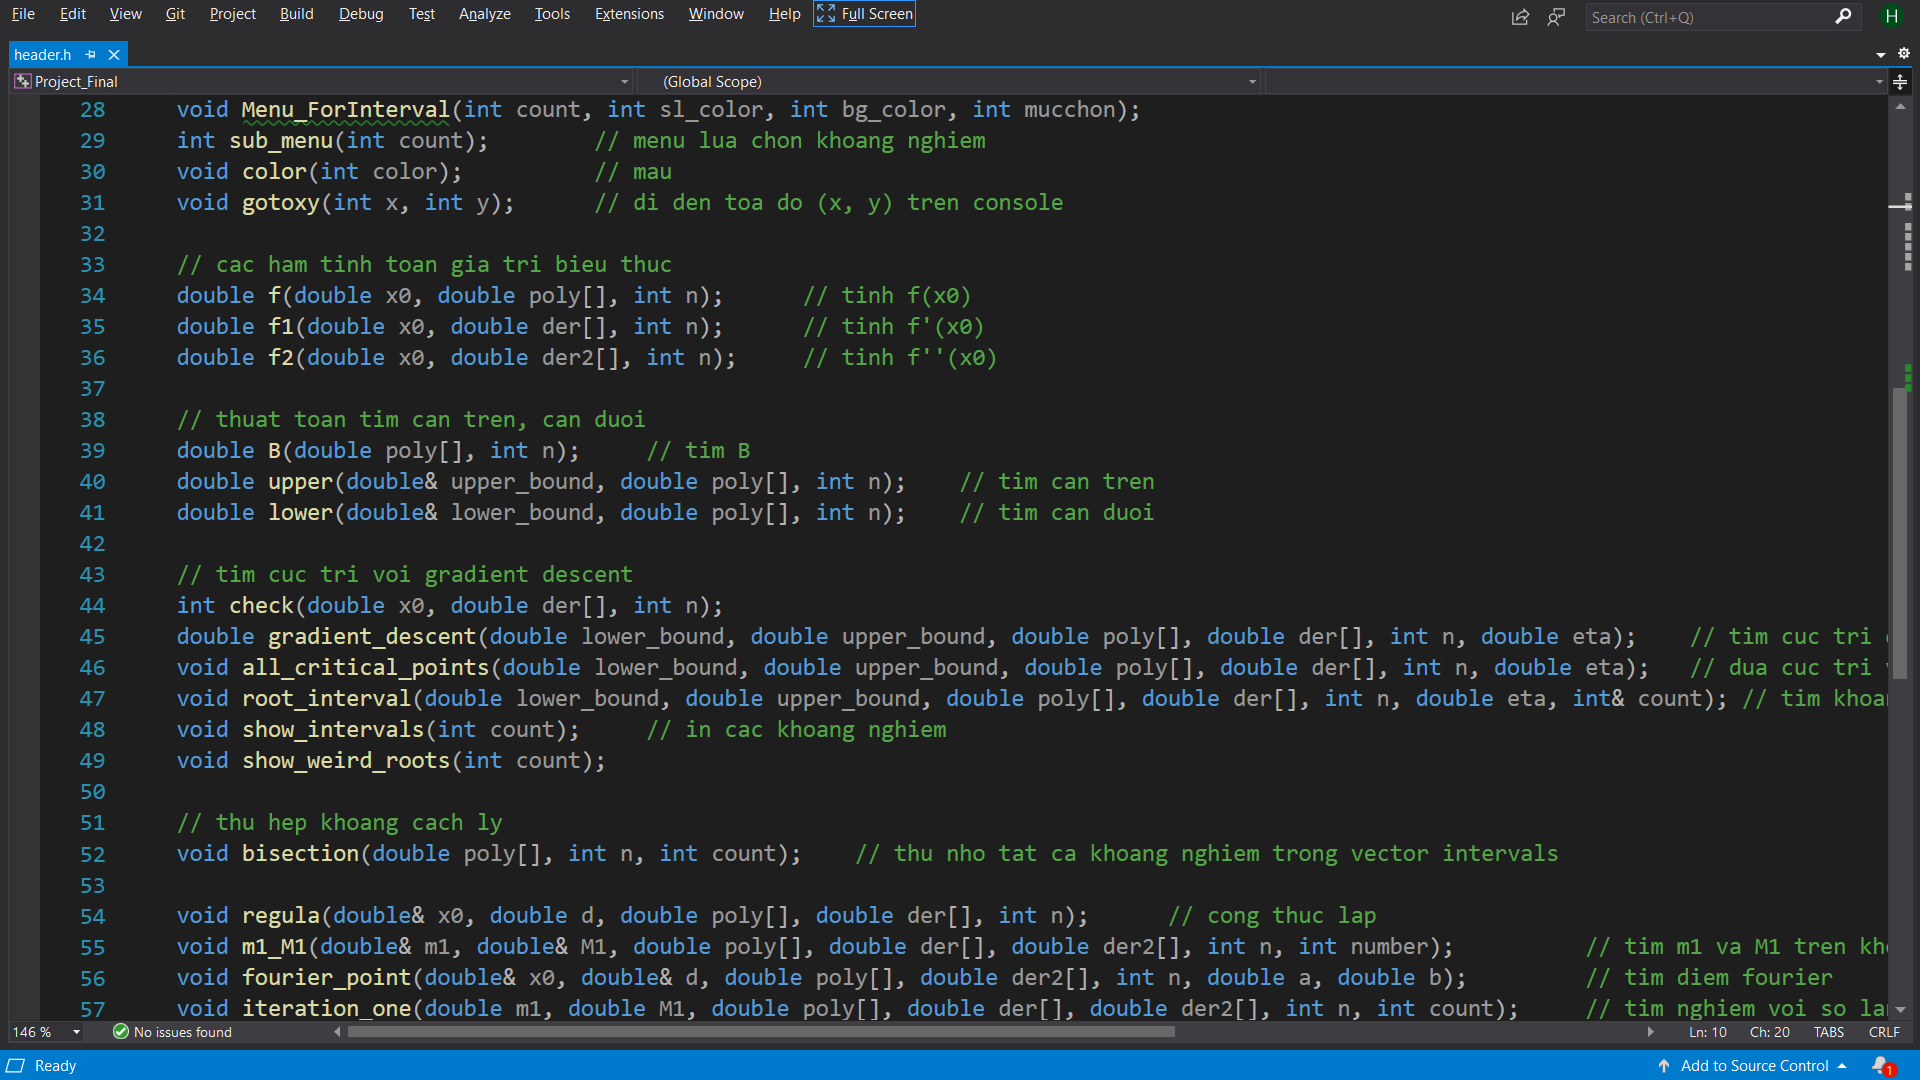 File Edit View Git Project Build Debug Test Analyze Tools Extensions Window Help Full Screen Search (Ctrl+Q) H
header.h
Project_Final (Global Scope)
28 void Menu_ForInterval(int count, int sl_color, int bg_color, int mucchon);
29 int sub_menu(int count); // menu lua chon khoang nghiem
30 void color(int color); // mau
31 void gotoxy(int x, int y); // di den toa do (x, y) tren console
32
33 // cac ham tinh toan gia tri bieu thuc
34 double f(double x0, double poly[], int n); // tinh f(x0)
35 double f1(double x0, double der[], int n); // tinh f'(x0)
36 double f2(double x0, double der2[], int n); // tinh f''(x0)
37
38 // thuat toan tim can tren, can duoi
39 double B(double poly[], int n); // tim B
40 double upper(double& upper_bound, double poly[], int n); // tim can tren
41 double lower(double& lower_bound, double poly[], int n); // tim can duoi
42
43 // tim cuc tri voi gradient descent
44 int check(double x0, double der[], int n);
45 double gradient_descent(double lower_bound, double upper_bound, double poly[], double der[], int n, double eta); // tim cuc tri
46 void all_critical_points(double lower_bound, double upper_bound, double poly[], double der[], int n, double eta); // dua cuc tri
47 void root_interval(double lower_bound, double upper_bound, double poly[], double der[], int n, double eta, int& count); // tim khoa
48 void show_intervals(int count); // in cac khoang nghiem
49 void show_weird_roots(int count);
50
51 // thu hep khoang cach ly
52 void bisection(double poly[], int n, int count); // thu nho tat ca khoang nghiem trong vector intervals
53
54 void regula(double& x0, double d, double poly[], double der[], int n); // cong thuc lap
55 void m1_M1(double& m1, double& M1, double poly[], double der[], double der2[], int n, int number); // tim m1 va M1 tren kh
56 void fourier_point(double& x0, double& d, double poly[], double der2[], int n, double a, double b); // tim diem fourier
57 void iteration_one(double m1, double M1, double poly[], double der[], double der2[], int n, int count); // tim nghiem voi so la
146 % No issues found Ln: 10 Ch: 20 TABS CRLF
Ready Add to Source Control 1